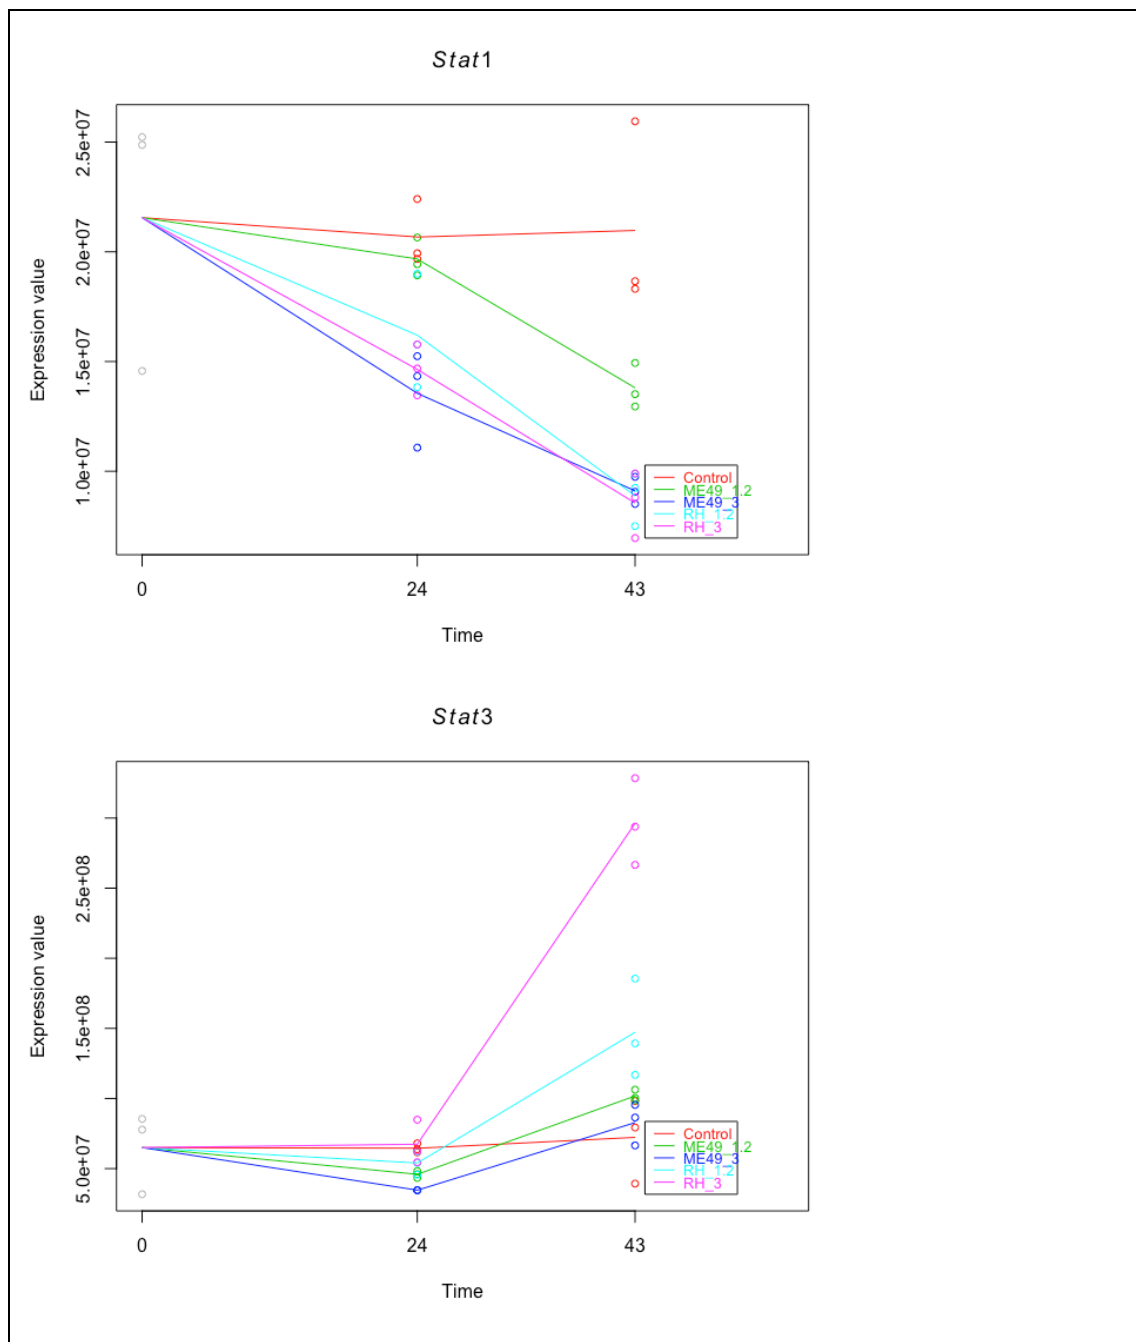 Stat1
Expression value
2.5e+07
2.0e+07
1.5e+07
1.0e+07
Control
ME49_1.2
ME49_3
RH_1.2
RH_3
0 24 43
Time
Stat3
Expression value
2.5e+08
1.5e+08
5.0e+07
Control
ME49_1.2
ME49_3
RH_1.2
RH_3
0 24 43
Time